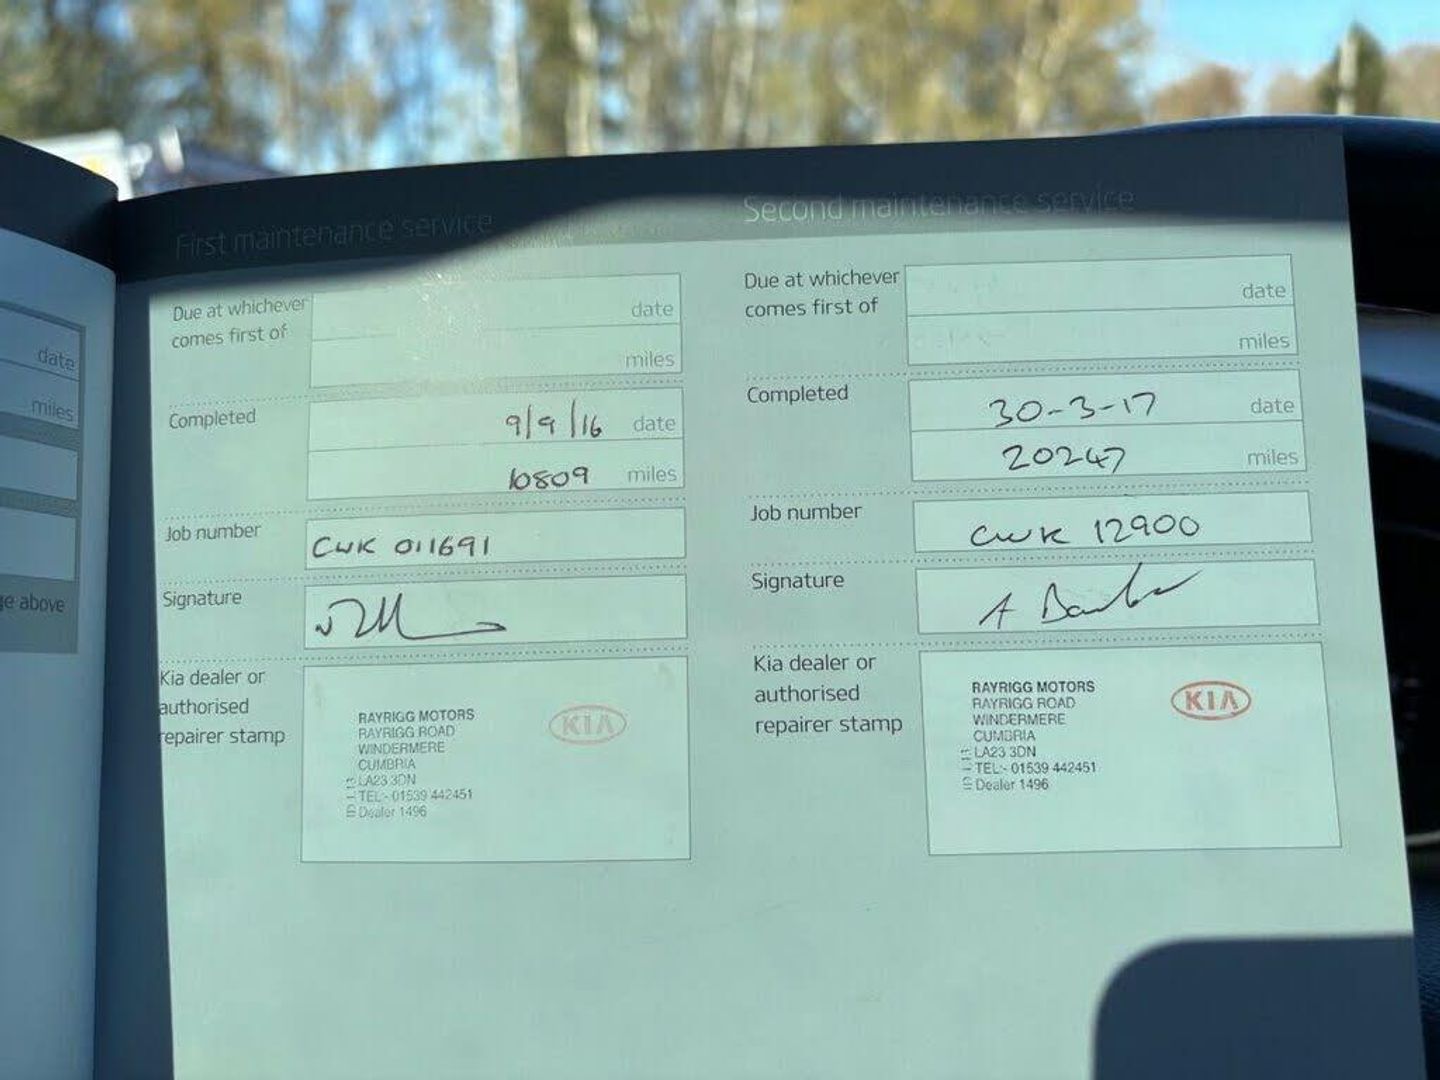 First maintenance service
Due at whichever
comes first of
date
miles
Completed
9/9/16 date
10809 miles
Job number
CWK 011691
Signature
Kia dealer or
authorised
repairer stamp
RAYRIGG MOTORS
RAYRIGG ROAD
WINDERMERE
CUMBRIA
LA23 3DN
TEL:- 01539 442451
Dealer 1496
KIA
Second maintenance service
Due at whichever
comes first of
date
miles
Completed
30-3-17 date
20247 miles
Job number
CWK 12900
Signature
Kia dealer or
authorised
repairer stamp
RAYRIGG MOTORS
RAYRIGG ROAD
WINDERMERE
CUMBRIA
LA23 3DN
TEL:- 01539 442451
Dealer 1496
KIA
date
miles
above